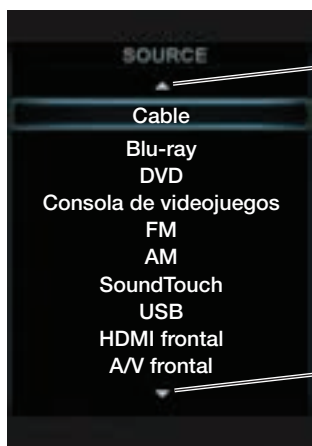 SOURCE
Cable
Blu-ray
DVD
Consola de videojuegos
FM
AM
SoundTouch
USB
HDMI frontal
A/V frontal